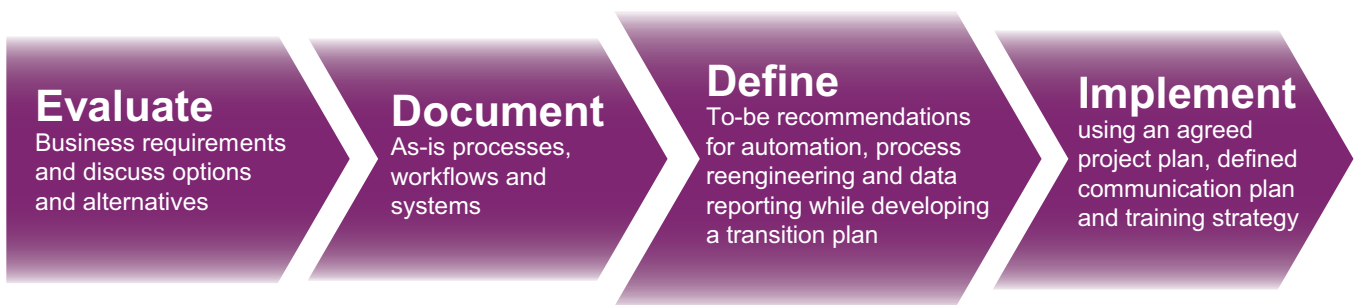 Evaluate
Business requirements
and discuss options
and alternatives
Document
As-is processes,
workflows and
systems
Define
To-be recommendations
for automation, process
reengineering and data
reporting while developing
a transition plan
Implement
using an agreed
project plan, defined
communication plan
and training strategy